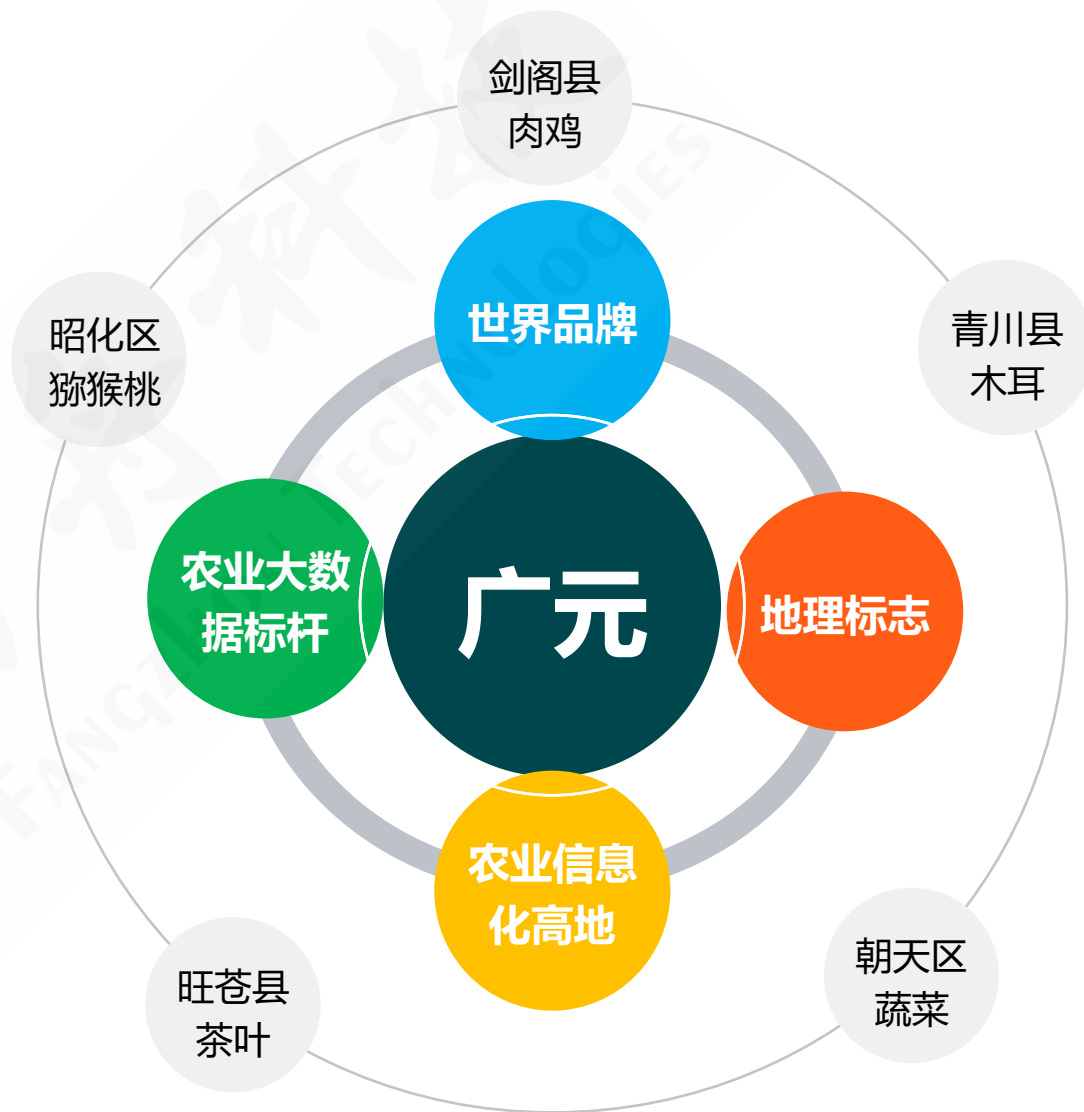 剑阁县
肉鸡
世界品牌
昭化区
猕猴桃
青川县
木耳
农业大数
据标杆
广元
地理标志
农业信息
化高地
旺苍县
茶叶
朝天区
蔬菜